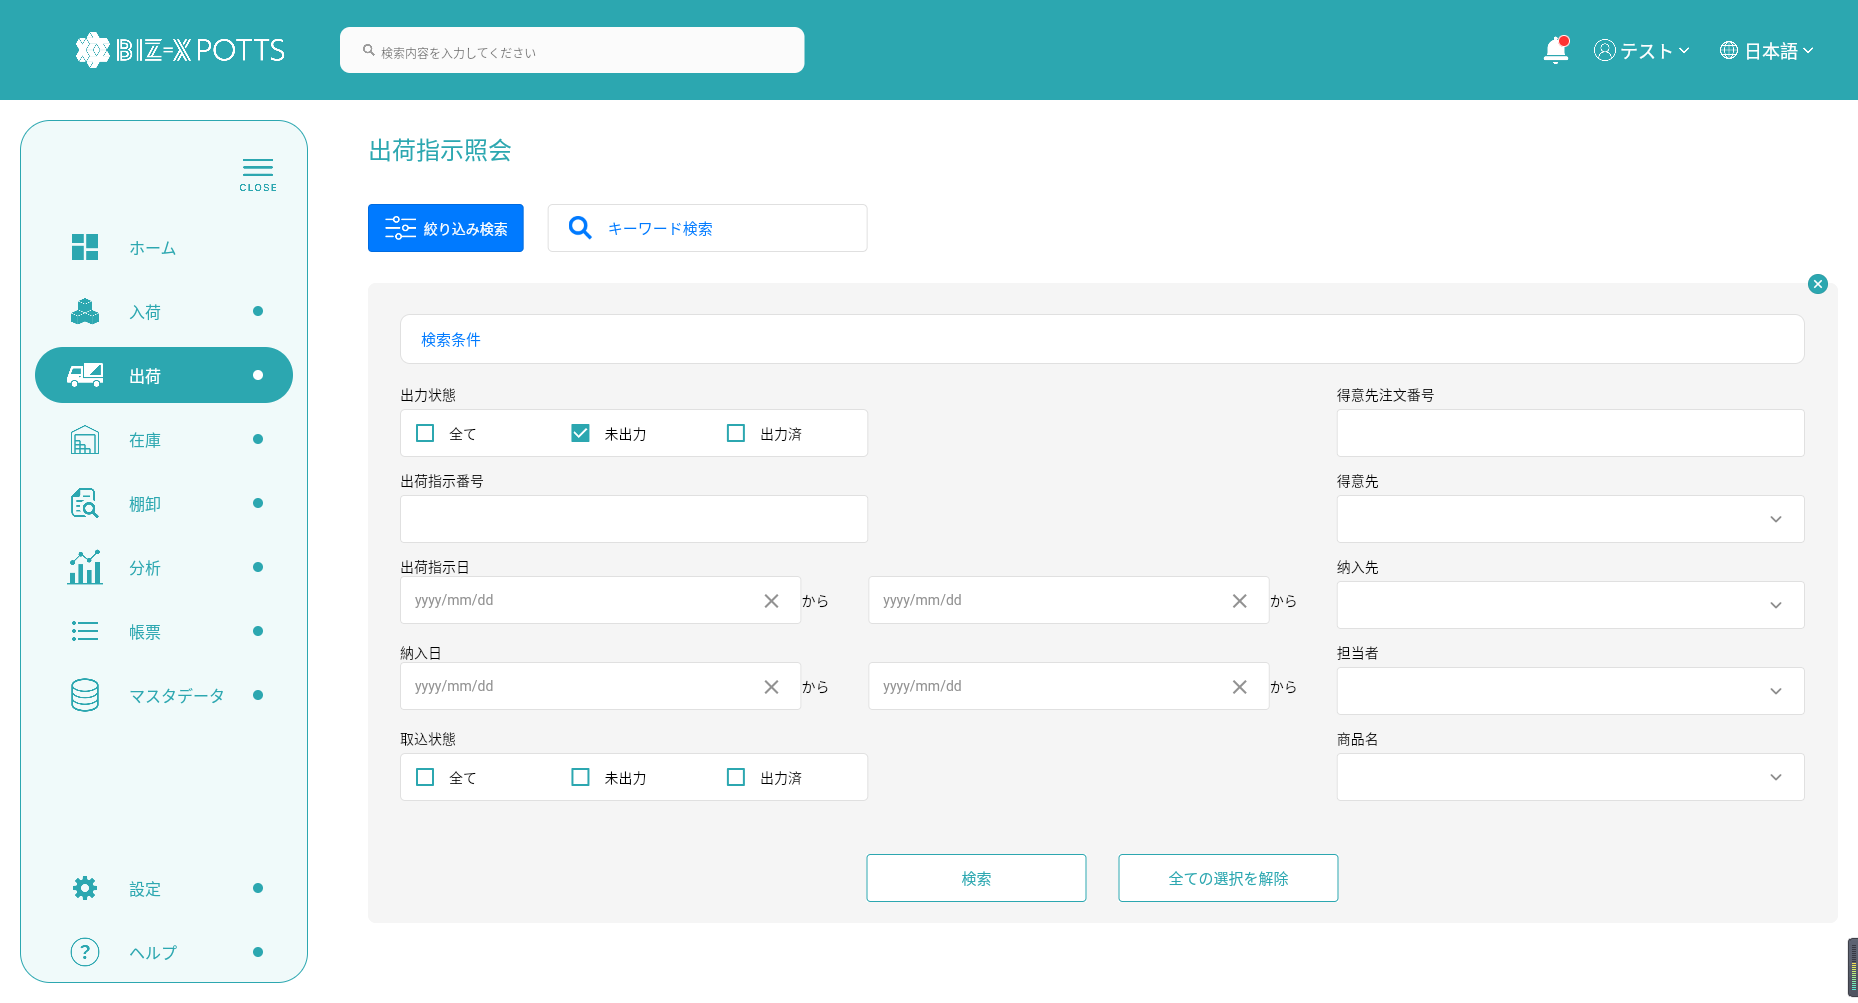 BIZ=X POTTS
検索内容を入力してください
テスト
日本語
CLOSE
ホーム
入荷
出荷
在庫
棚卸
分析
帳票
マスタデータ
設定
? ヘルプ
出荷指示照会
絞り込み検索
キーワード検索
検索条件
出力状態
全て 未出力 出力済
出荷指示番号
出荷指示日
yyyy/mm/dd から yyyy/mm/dd から
納入日
yyyy/mm/dd から yyyy/mm/dd から
取込状態
全て 未出力 出力済
得意先注文番号
得意先
納入先
担当者
商品名
検索
全ての選択を解除